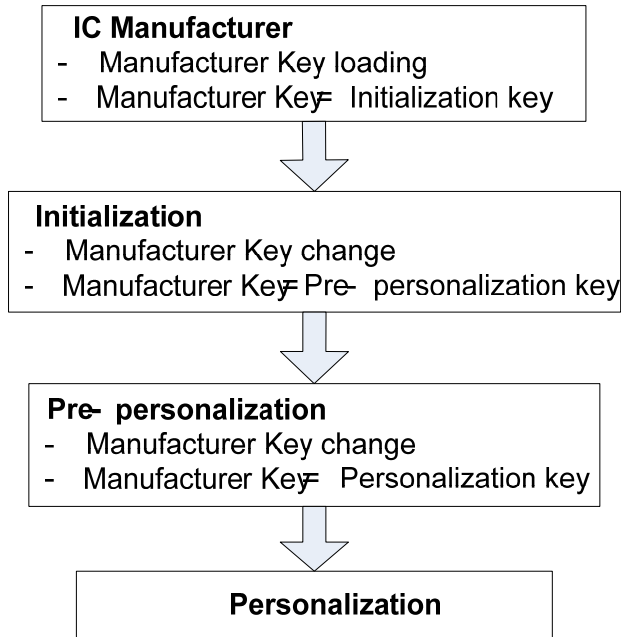 IC Manufacturer
- Manufacturer Key loading
- Manufacturer Key= Initialization key
Initialization
- Manufacturer Key change
- Manufacturer Key= Pre- personalization key
Pre- personalization
- Manufacturer Key change
- Manufacturer Key= Personalization key
Personalization